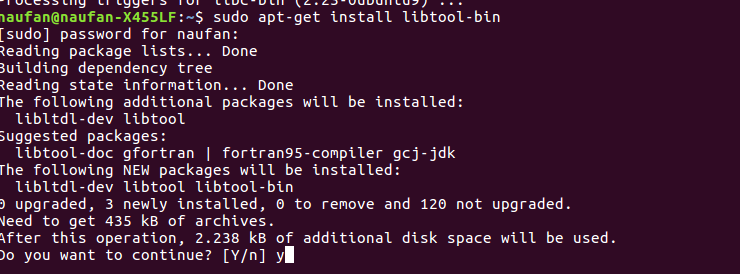 Processing triggers for libc-bin (2.23-0ubuntu9) ...
naufan@naufan-X455LF:~$ sudo apt-get install libtool-bin
[sudo] password for naufan:
Reading package lists... Done
Building dependency tree
Reading state information... Done
The following additional packages will be installed:
  libltdl-dev libtool
Suggested packages:
  libtool-doc gfortran | fortran95-compiler gcj-jdk
The following NEW packages will be installed:
  libltdl-dev libtool libtool-bin
0 upgraded, 3 newly installed, 0 to remove and 120 not upgraded.
Need to get 435 kB of archives.
After this operation, 2.238 kB of additional disk space will be used.
Do you want to continue? [Y/n] y